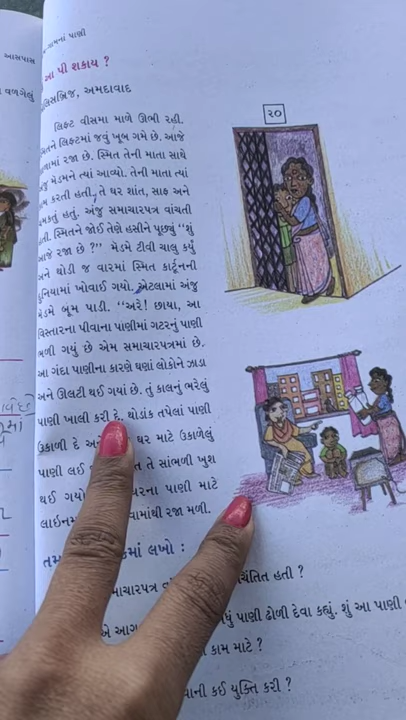 આસપાસ
પાણી
વળગેલું
આ પી શકાય ?
અમદાવાદ
લિફ્ટ વીસમા માળે ઊભી રહી.
લિફ્ટમાં જવું ખૂબ ગમે છે. આજે
રજા છે. સ્મિત તેની માતા સાથે
મેડમને ત્યાં આવ્યો. તેની માતા ત્યાં
કરતી હતી, તે ઘર શાંત, સાફ અને
હતું. અંજુ સમાચારપત્ર વાંચતી
સ્મિતને જોઈ તેણે હસીને પૂછ્યું “શું
આજે રજા છે ?” મેડમે ટીવી ચાલુ કર્યું
અને થોડી જ વારમાં સ્મિત કાર્ટૂનની
દુનિયામાં ખોવાઈ ગયો. એટલામાં અંજુ
મેડમે બૂમ પાડી. “અરે! છાયા, આ
વિસ્તારના પીવાના પાણીમાં ગટરનું પાણી
ભળી ગયું છે એમ સમાચારપત્રમાં છે.
આ ગંદા પાણીના કારણે ઘણાં લોકોને ઝાડા
અને ઊલટી થઈ ગયાં છે. તું કાલનું ભરેલું
પાણી ખાલી કરી દે. થોડાંક તપેલાં પાણી
ઉકાળી દે ઘર માટે ઉકાળેલું
પાણી લઈ તે સાંભળી ખુશ
થઈ ગયો પાણી માટે
રજા મળી.
૨૦
લખો :
સમાચારપત્ર ચિંતિત હતી ?
પાણી ઢોળી દેવા કહ્યું. શું આ પાણી
કામ માટે ?
કઈ યુક્તિ કરી ?